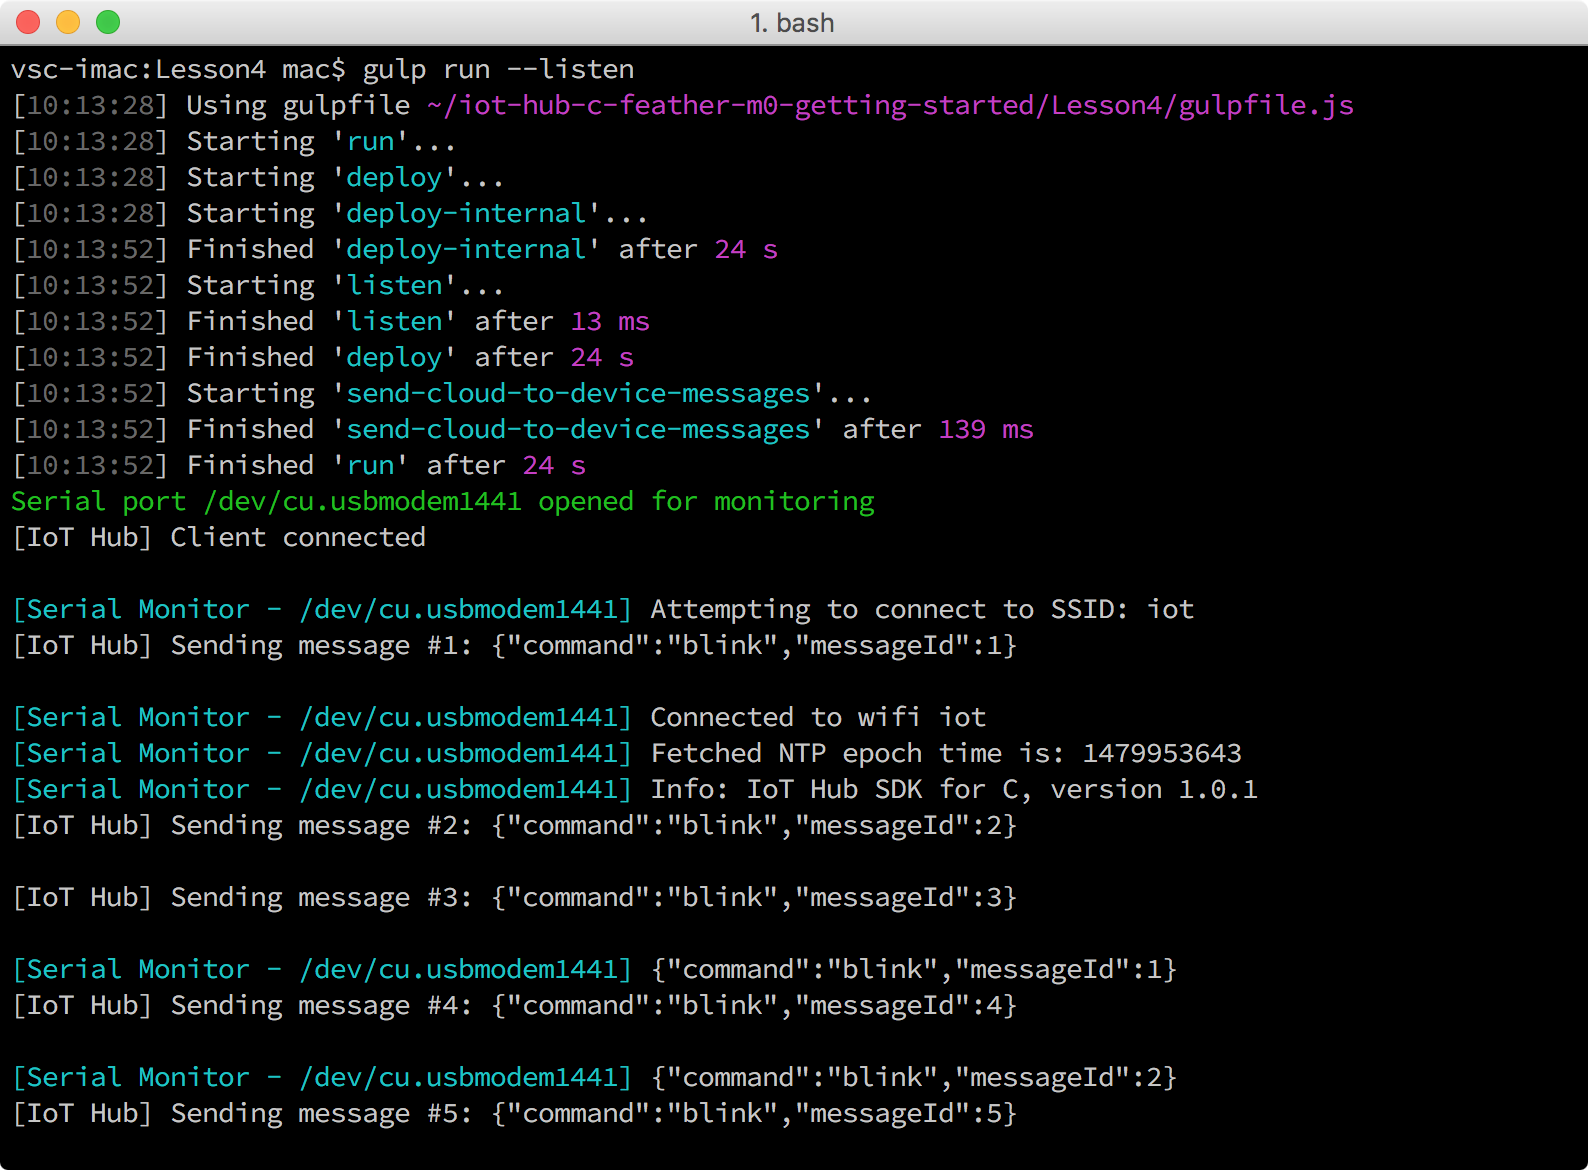 1. bash
vsc-imac:Lesson4 mac$ gulp run --listen
[10:13:28] Using gulpfile ~/iot-hub-c-feather-m0-getting-started/Lesson4/gulpfile.js
[10:13:28] Starting 'run'...
[10:13:28] Starting 'deploy'...
[10:13:28] Starting 'deploy-internal'...
[10:13:52] Finished 'deploy-internal' after 24 s
[10:13:52] Starting 'listen'...
[10:13:52] Finished 'listen' after 13 ms
[10:13:52] Finished 'deploy' after 24 s
[10:13:52] Starting 'send-cloud-to-device-messages'...
[10:13:52] Finished 'send-cloud-to-device-messages' after 139 ms
[10:13:52] Finished 'run' after 24 s
Serial port /dev/cu.usbmodem1441 opened for monitoring
[IoT Hub] Client connected
[Serial Monitor - /dev/cu.usbmodem1441] Attempting to connect to SSID: iot
[IoT Hub] Sending message #1: {"command":"blink","messageId":1}
[Serial Monitor - /dev/cu.usbmodem1441] Connected to wifi iot
[Serial Monitor - /dev/cu.usbmodem1441] Fetched NTP epoch time is: 1479953643
[Serial Monitor - /dev/cu.usbmodem1441] Info: IoT Hub SDK for C, version 1.0.1
[IoT Hub] Sending message #2: {"command":"blink","messageId":2}
[IoT Hub] Sending message #3: {"command":"blink","messageId":3}
[Serial Monitor - /dev/cu.usbmodem1441] {"command":"blink","messageId":1}
[IoT Hub] Sending message #4: {"command":"blink","messageId":4}
[Serial Monitor - /dev/cu.usbmodem1441] {"command":"blink","messageId":2}
[IoT Hub] Sending message #5: {"command":"blink","messageId":5}